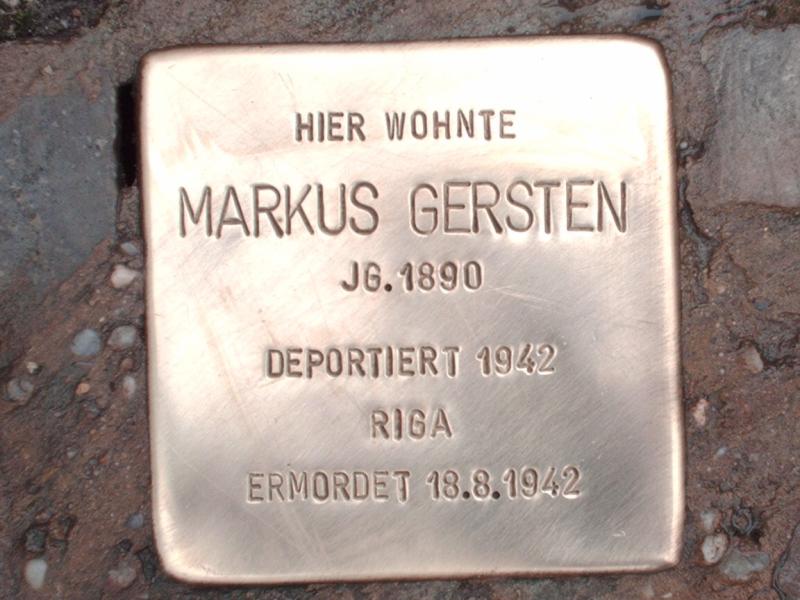 HIER WOHNTE
MARKUS GERSTEN
JG.1890
DEPORTIERT 1942
RIGA
ERMORDET 18.8.1942